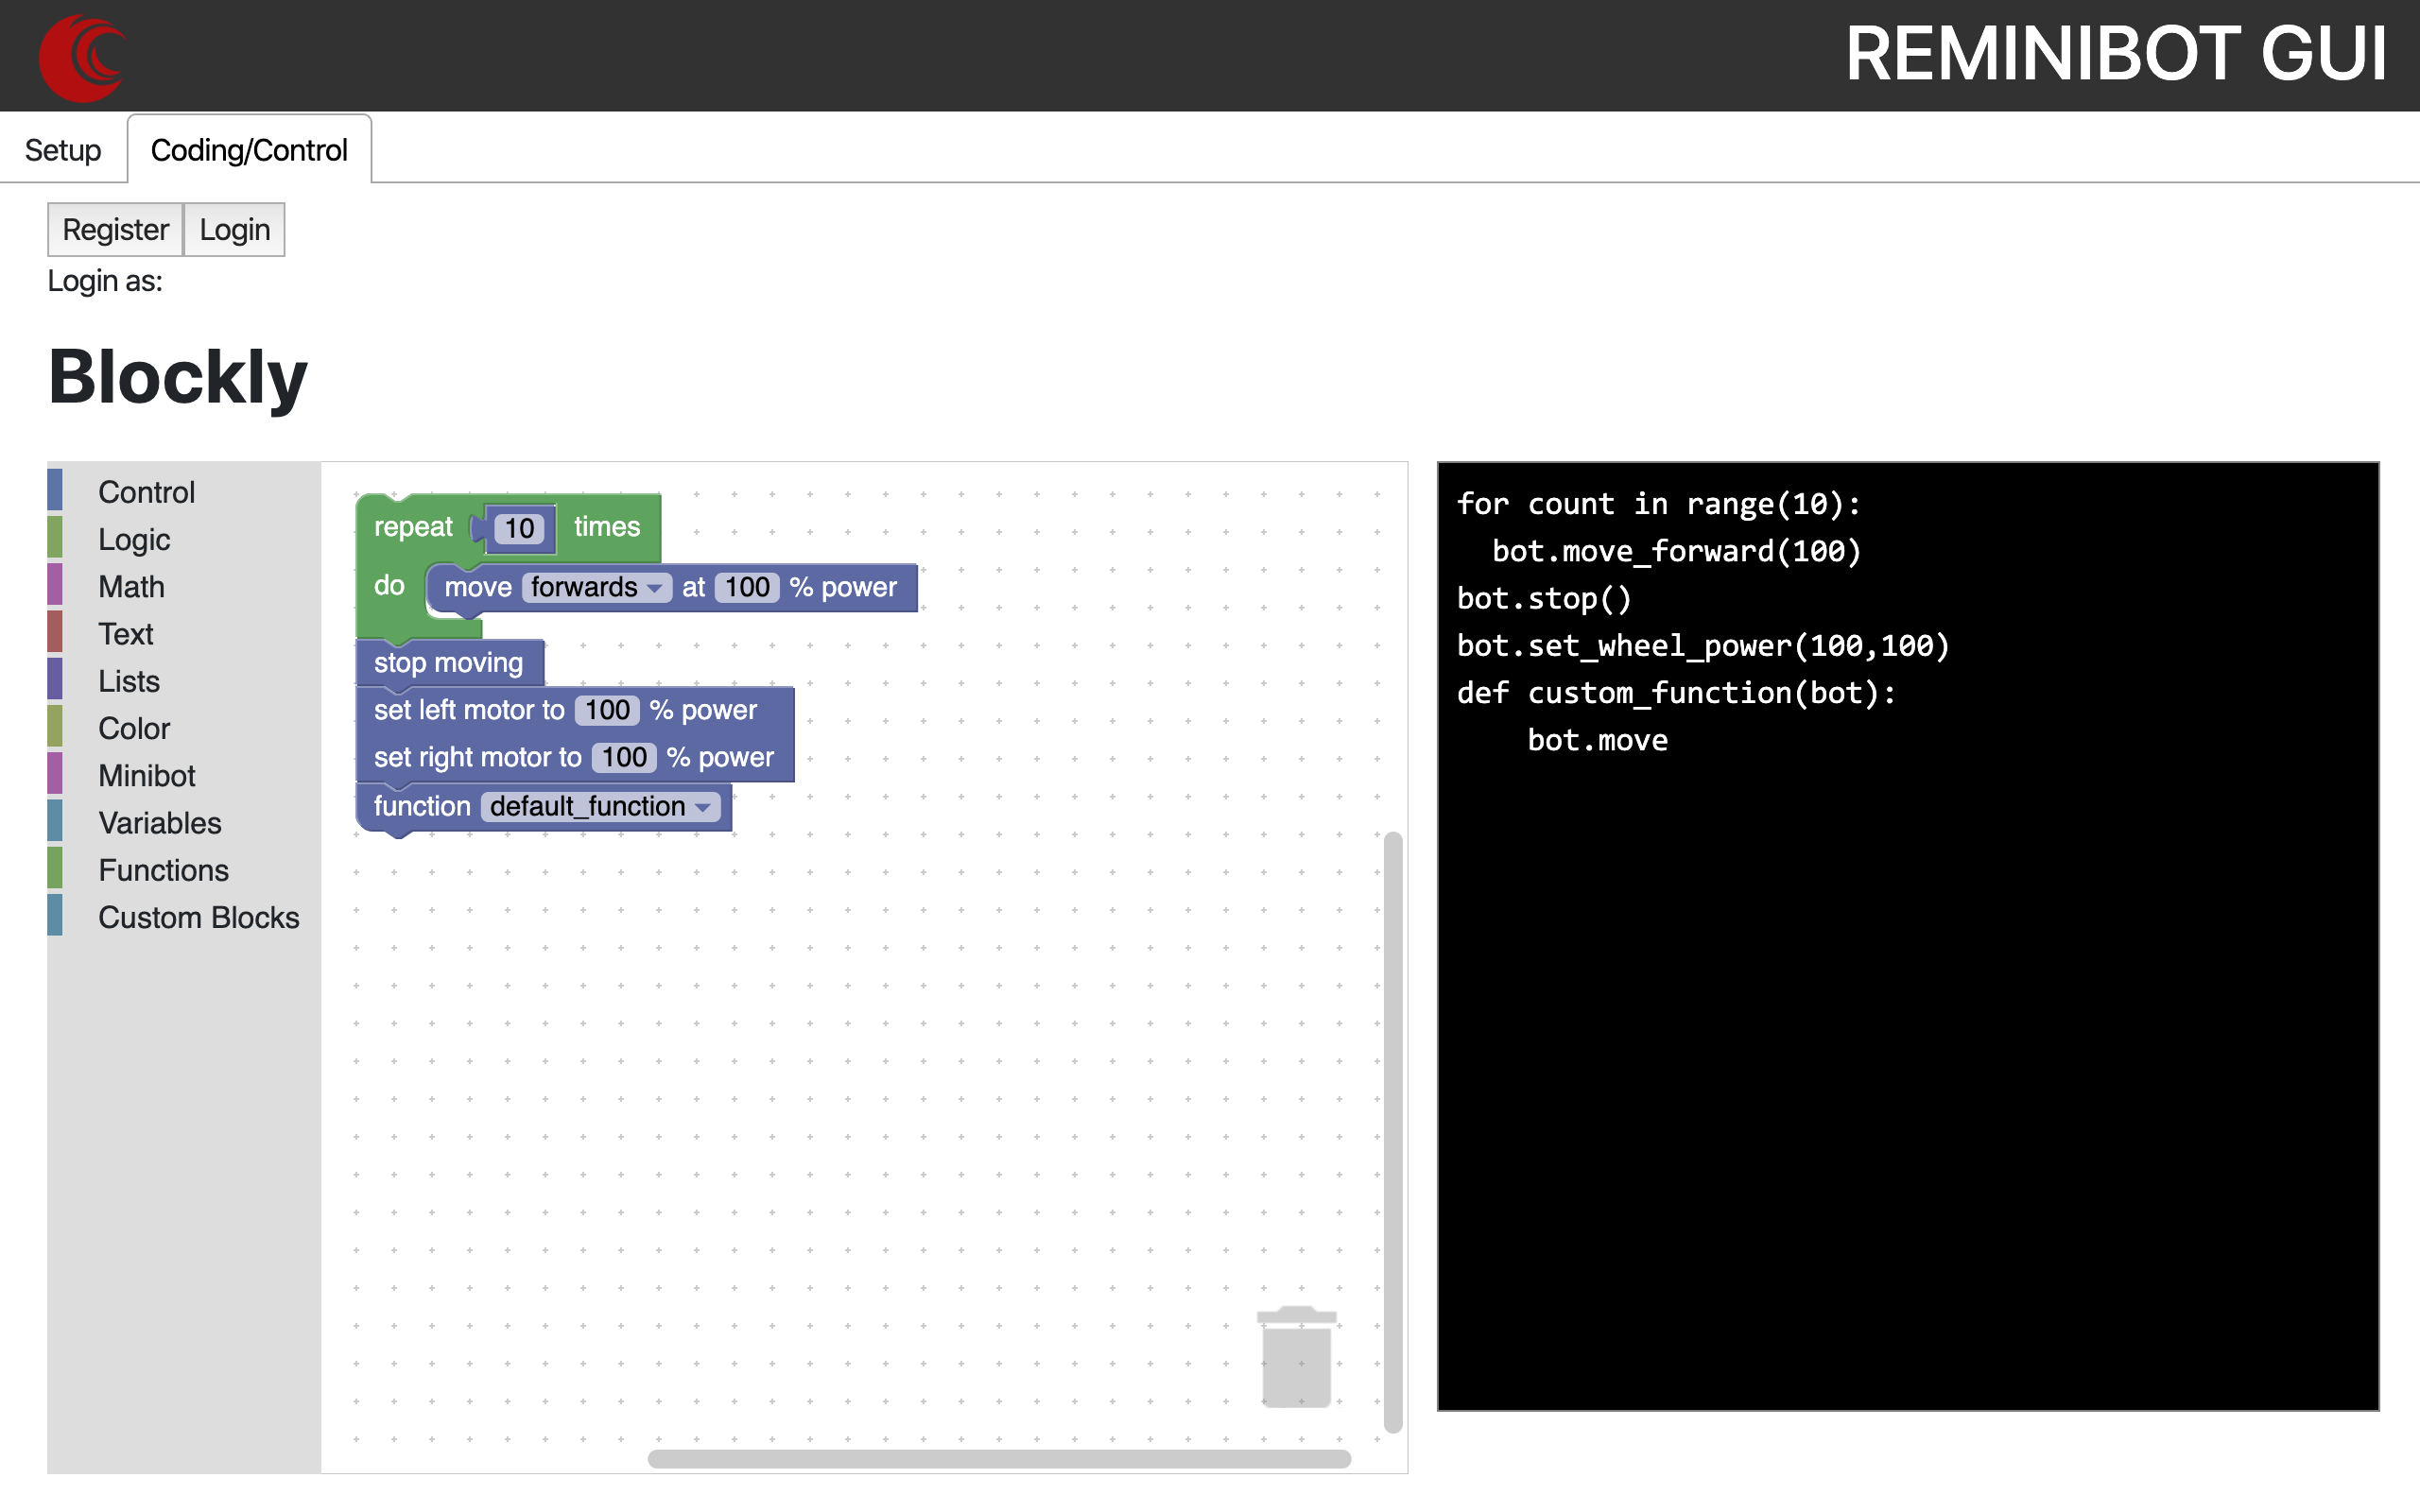 REMINIBOT GUI
Setup
Coding/Control
Register
Login
Login as:
Blockly
Control
Logic
Math
Text
Lists
Color
Minibot
Variables
Functions
Custom Blocks
repeat 10 times
do move forwards at 100 % power
stop moving
set left motor to 100 % power
set right motor to 100 % power
function default_function
for count in range(10):
  bot.move_forward(100)
bot.stop()
bot.set_wheel_power(100,100)
def custom_function(bot):
    bot.move